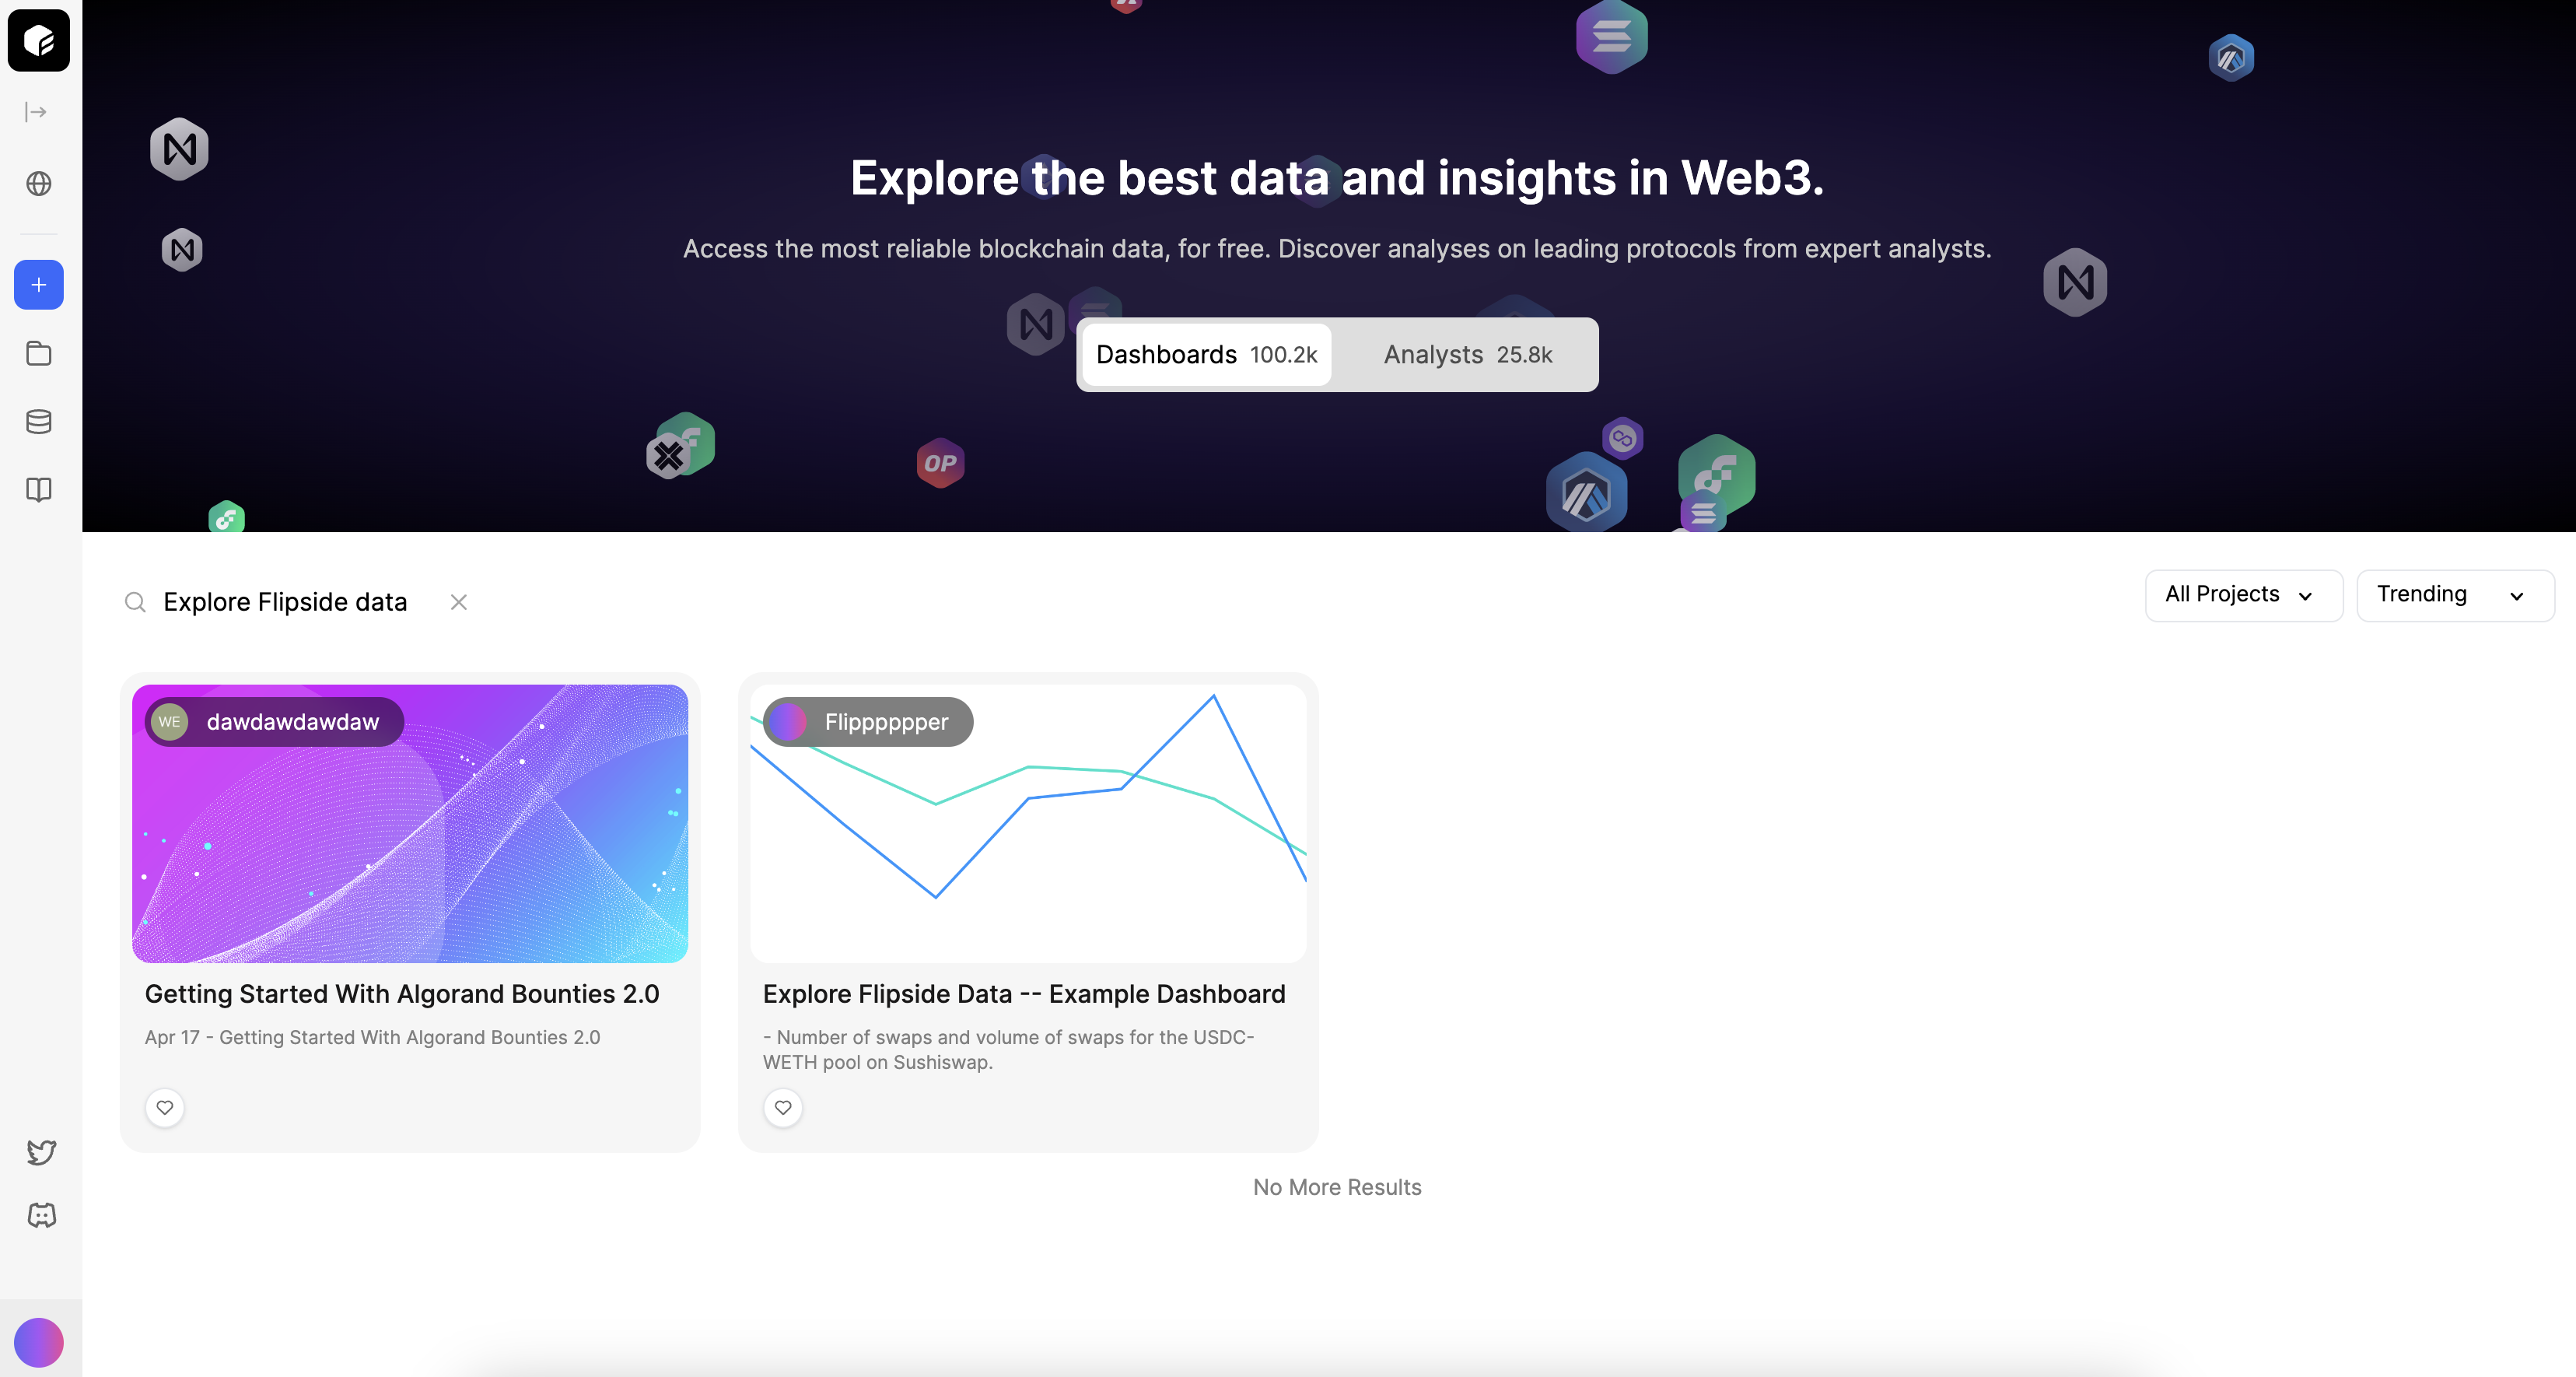 Explore the best data and insights in Web3.
Access the most reliable blockchain data, for free. Discover analyses on leading protocols from expert analysts.
Dashboards 100.2k
Analysts 25.8k
OP
Explore Flipside data
All Projects
Trending
WE dawdawdawdaw
Flipppppper
Getting Started With Algorand Bounties 2.0
Apr 17 - Getting Started With Algorand Bounties 2.0
Explore Flipside Data -- Example Dashboard
- Number of swaps and volume of swaps for the USDC-
WETH pool on Sushiswap.
No More Results